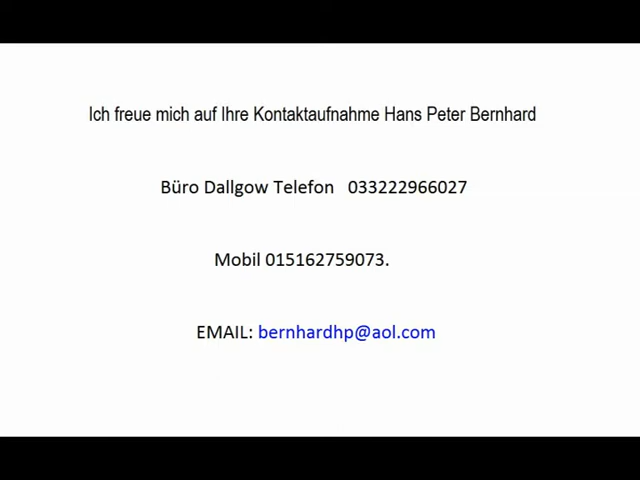 Ich freue mich auf Ihre Kontaktaufnahme Hans Peter Bernhard
Büro Dallgow Telefon 033222966027
Mobil 015162759073.
EMAIL: bernhardhp@aol.com